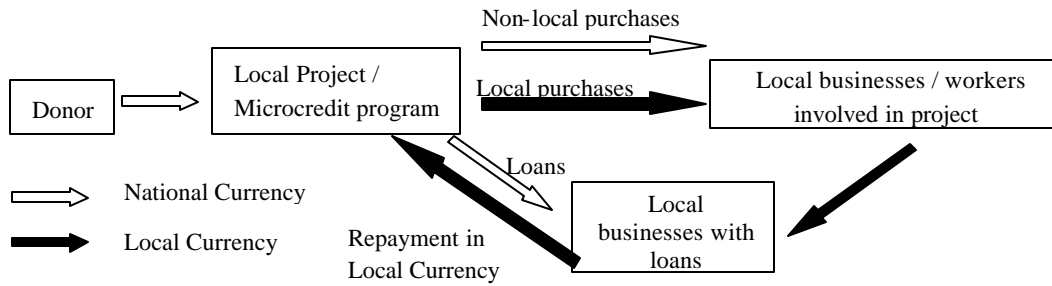 Non-local purchases
Local Project /
Microcredit program
Local purchases
Local businesses / workers
involved in project
Donor
Loans
National Currency
Local Currency
Repayment in
Local Currency
Local
businesses with
loans